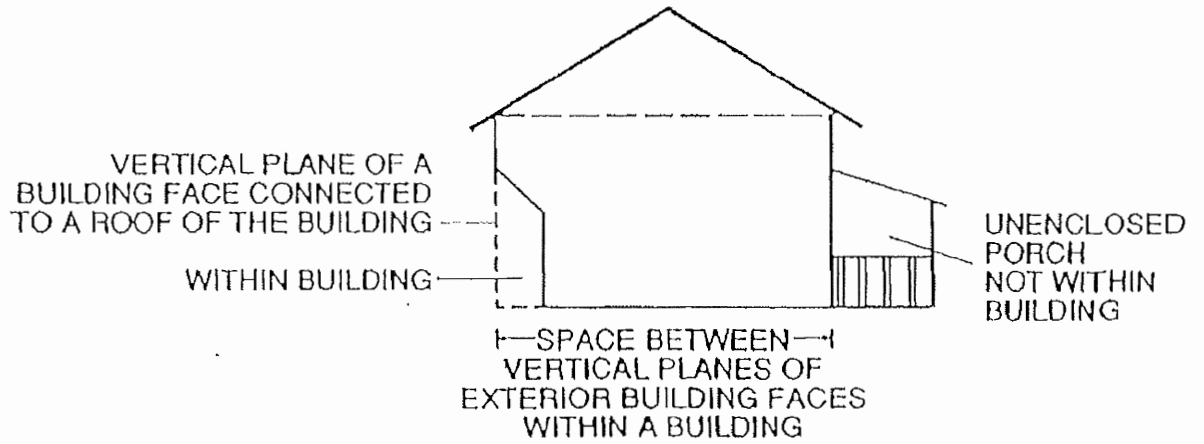 VERTICAL PLANE OF A
BUILDING FACE CONNECTED
TO A ROOF OF THE BUILDING
WITHIN BUILDING
UNENCLOSED
PORCH
NOT WITHIN
BUILDING
SPACE BETWEEN
VERTICAL PLANES OF
EXTERIOR BUILDING FACES
WITHIN A BUILDING